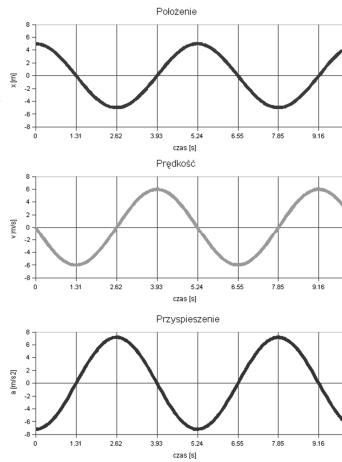 Położenie
8
6
4
2
0
-2
-4
-6
-8
x [m]
0 1.31 2.62 3.93 5.24 6.55 7.85 9.16
czas [s]
Prędkość
8
6
4
2
0
-2
-4
-6
-8
v [m/s]
0 1.31 2.62 3.93 5.24 6.55 7.85 9.16
czas [s]
Przyspieszenie
8
6
4
2
0
-2
-4
-6
-8
a [m/s2]
0 1.31 2.62 3.93 5.24 6.55 7.85 9.16
czas [s]